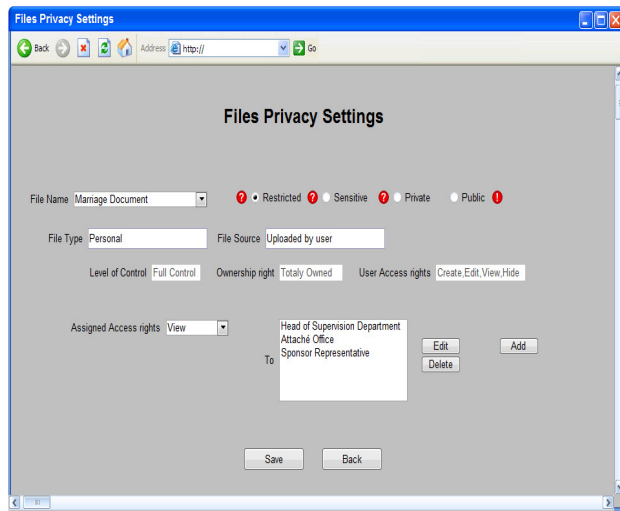 Files Privacy Settings
Back Address http:// Go
Files Privacy Settings
File Name Marriage Document ? Restricted ? Sensitive ? Private Public !
File Type Personal File Source Uploaded by user
Level of Control Full Control Ownership right Totaly Owned User Access rights Create,Edit,View,Hide
Assigned Access rights View
To
Head of Supervision Department
Attaché Office
Sponsor Representative
Edit Add
Delete
Save Back